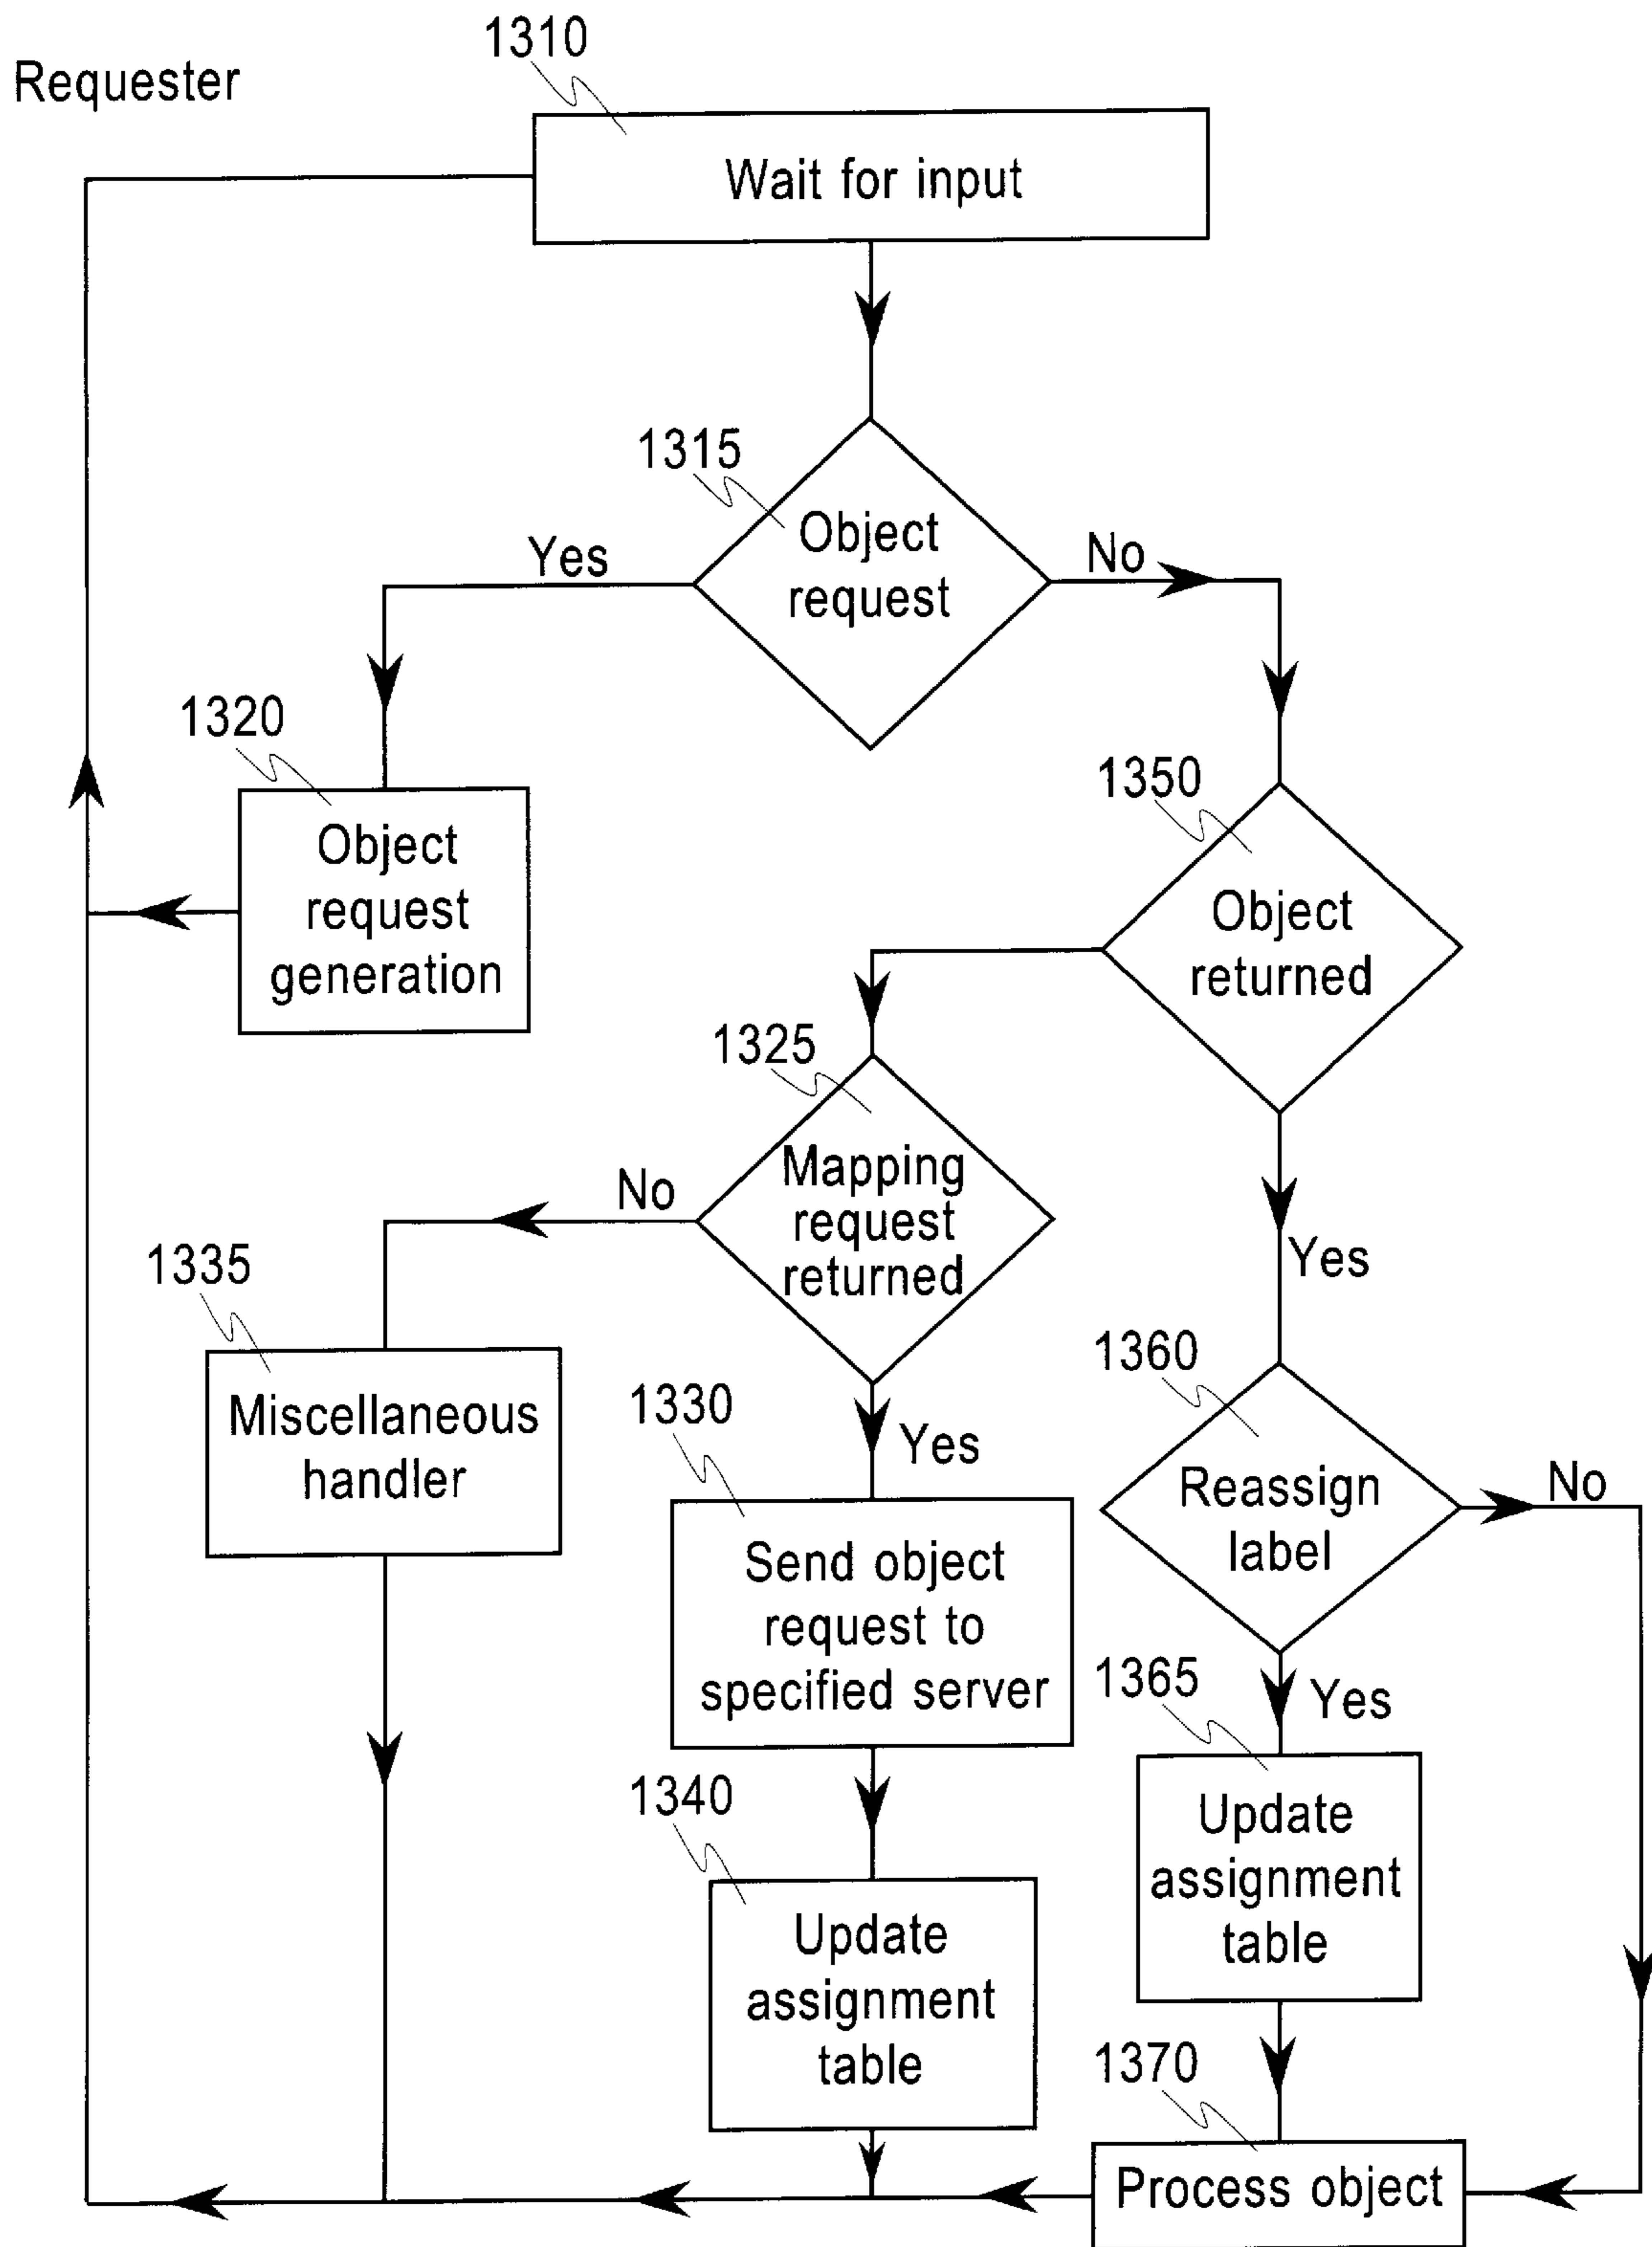 1310
Requester
Wait for input
1315
Object
request
Yes
No
1320
Object
request
generation
1350
Object
returned
1325
Mapping
request
returned
No
Yes
1335
Miscellaneous
handler
1330
Yes
Send object
request to
specified server
1360
Reassign
label
No
1365
Yes
Update
assignment
table
1340
Update
assignment
table
1370
Process object